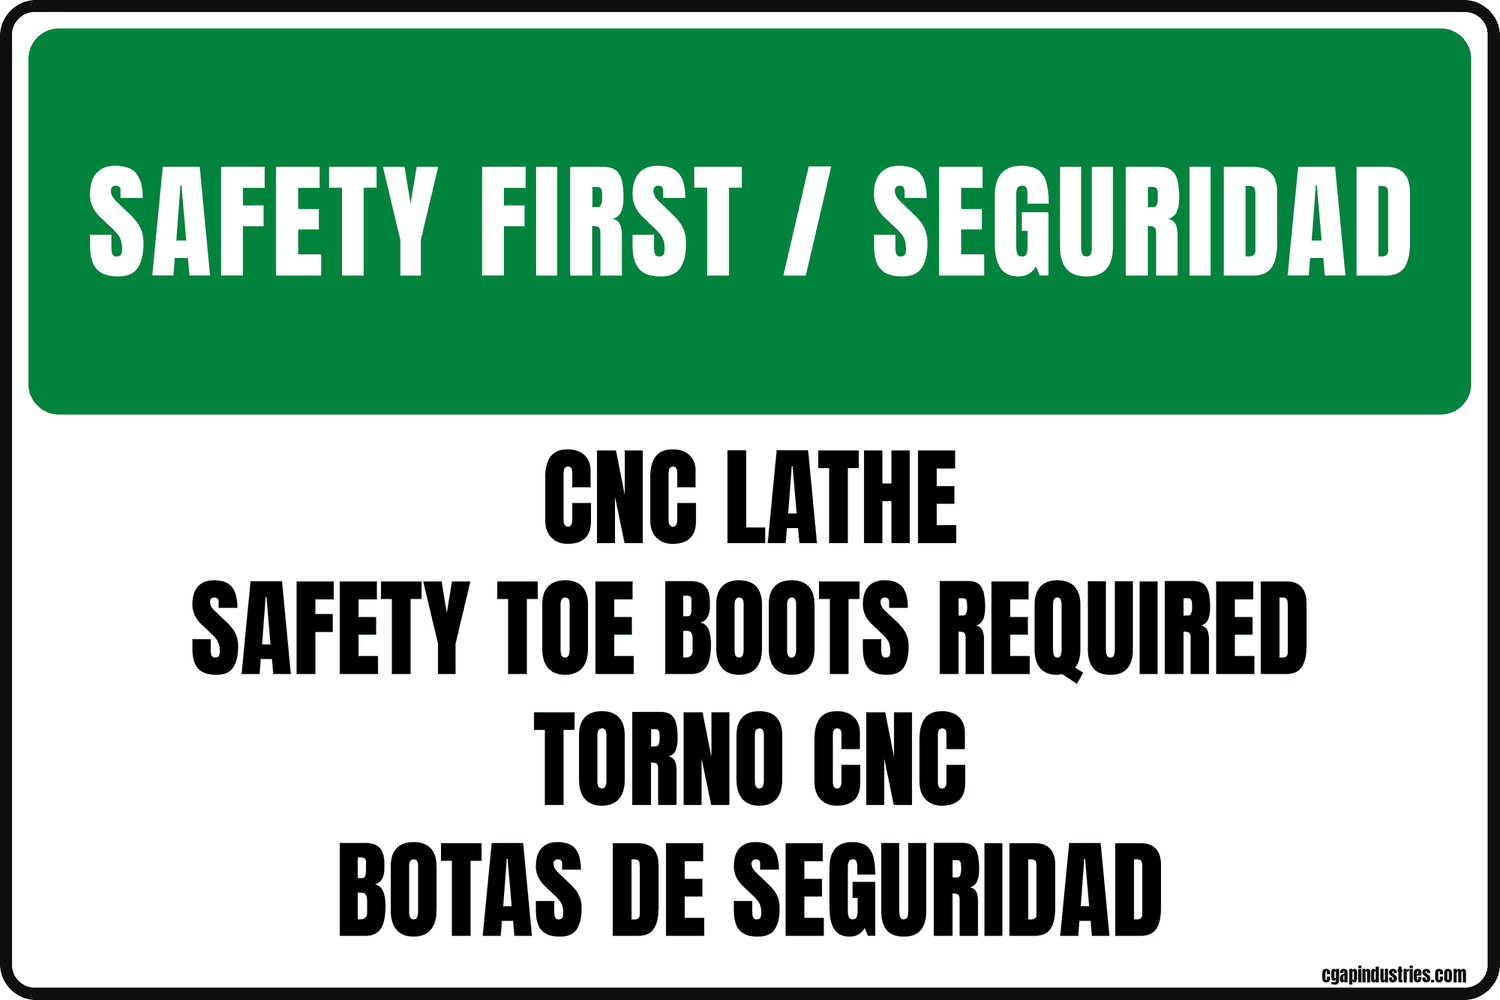 SAFETY FIRST / SEGURIDAD
CNC LATHE
SAFETY TOE BOOTS REQUIRED
TORNO CNC
BOTAS DE SEGURIDAD
cgapindustries.com